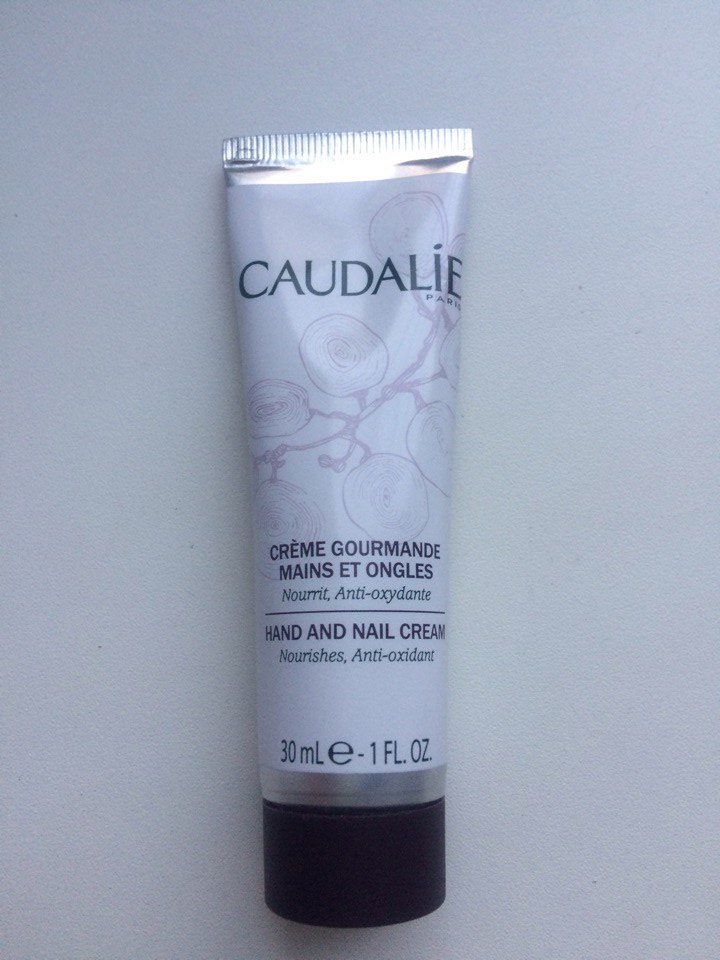 CAUDALiE
PARIS
CRÈME GOURMANDE
MAINS ET ONGLES
Nourrit, Anti-oxydante
HAND AND NAIL CREAM
Nourishes, Anti-oxidant
30 mL ℮ - 1 FL. OZ.